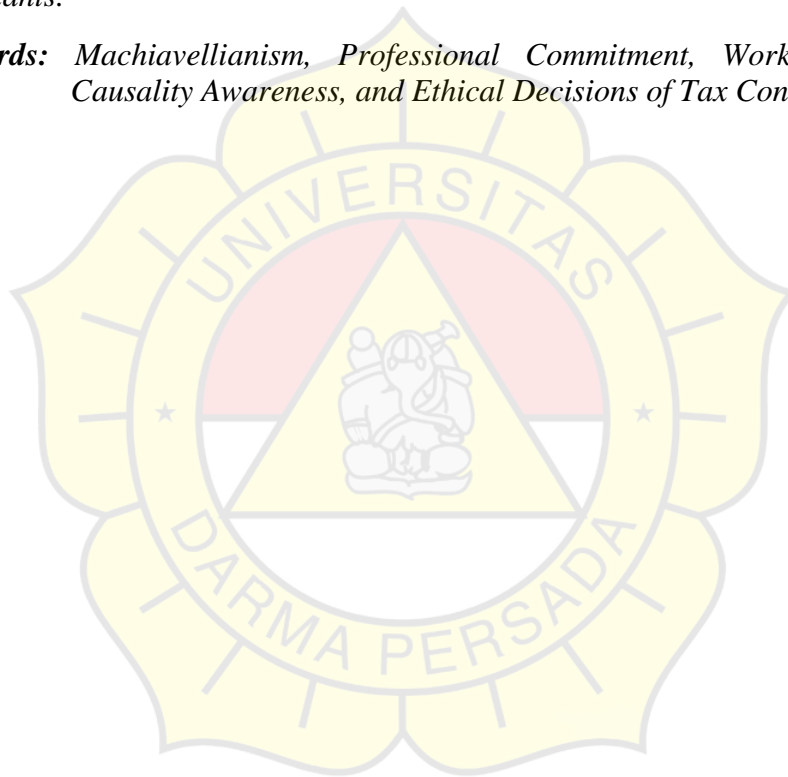 ants.
rds: Machiavellianism, Professional Commitment, Work
Causality Awareness, and Ethical Decisions of Tax Con
UNIVERSITAS
DARMA PERSADA